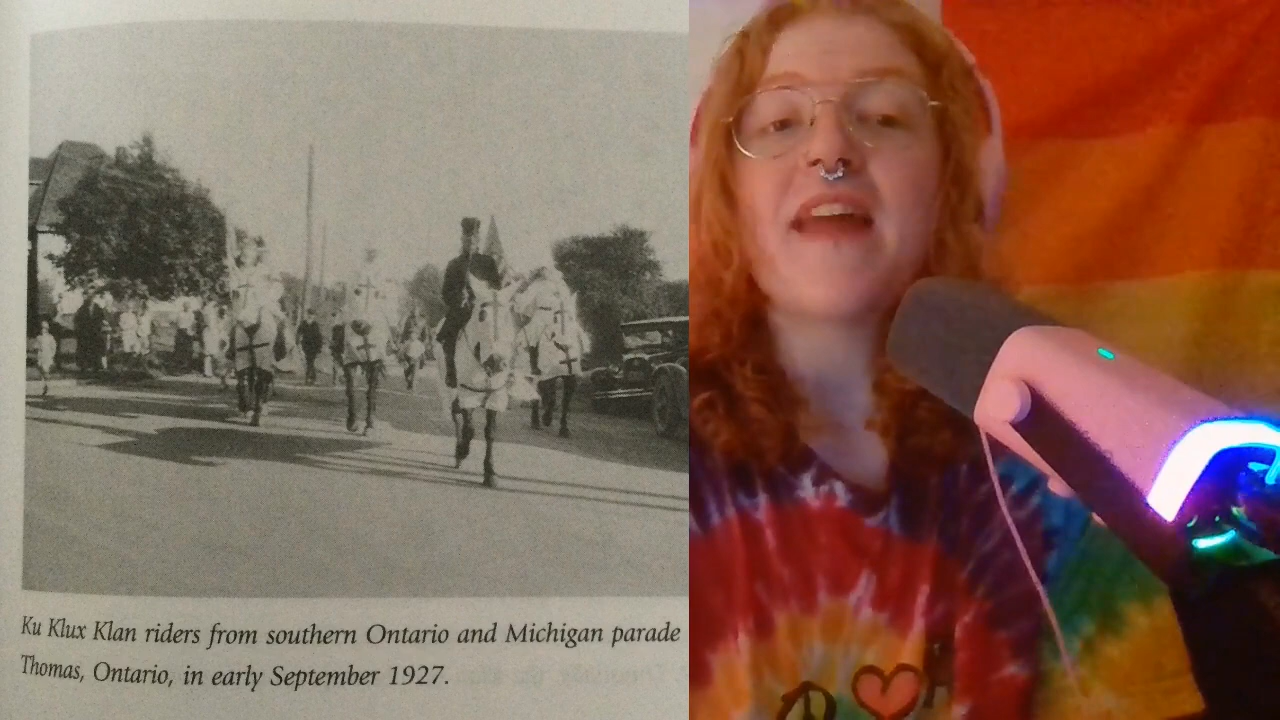 Ku Klux Klan riders from southern Ontario and Michigan parade
Thomas, Ontario, in early September 1927.